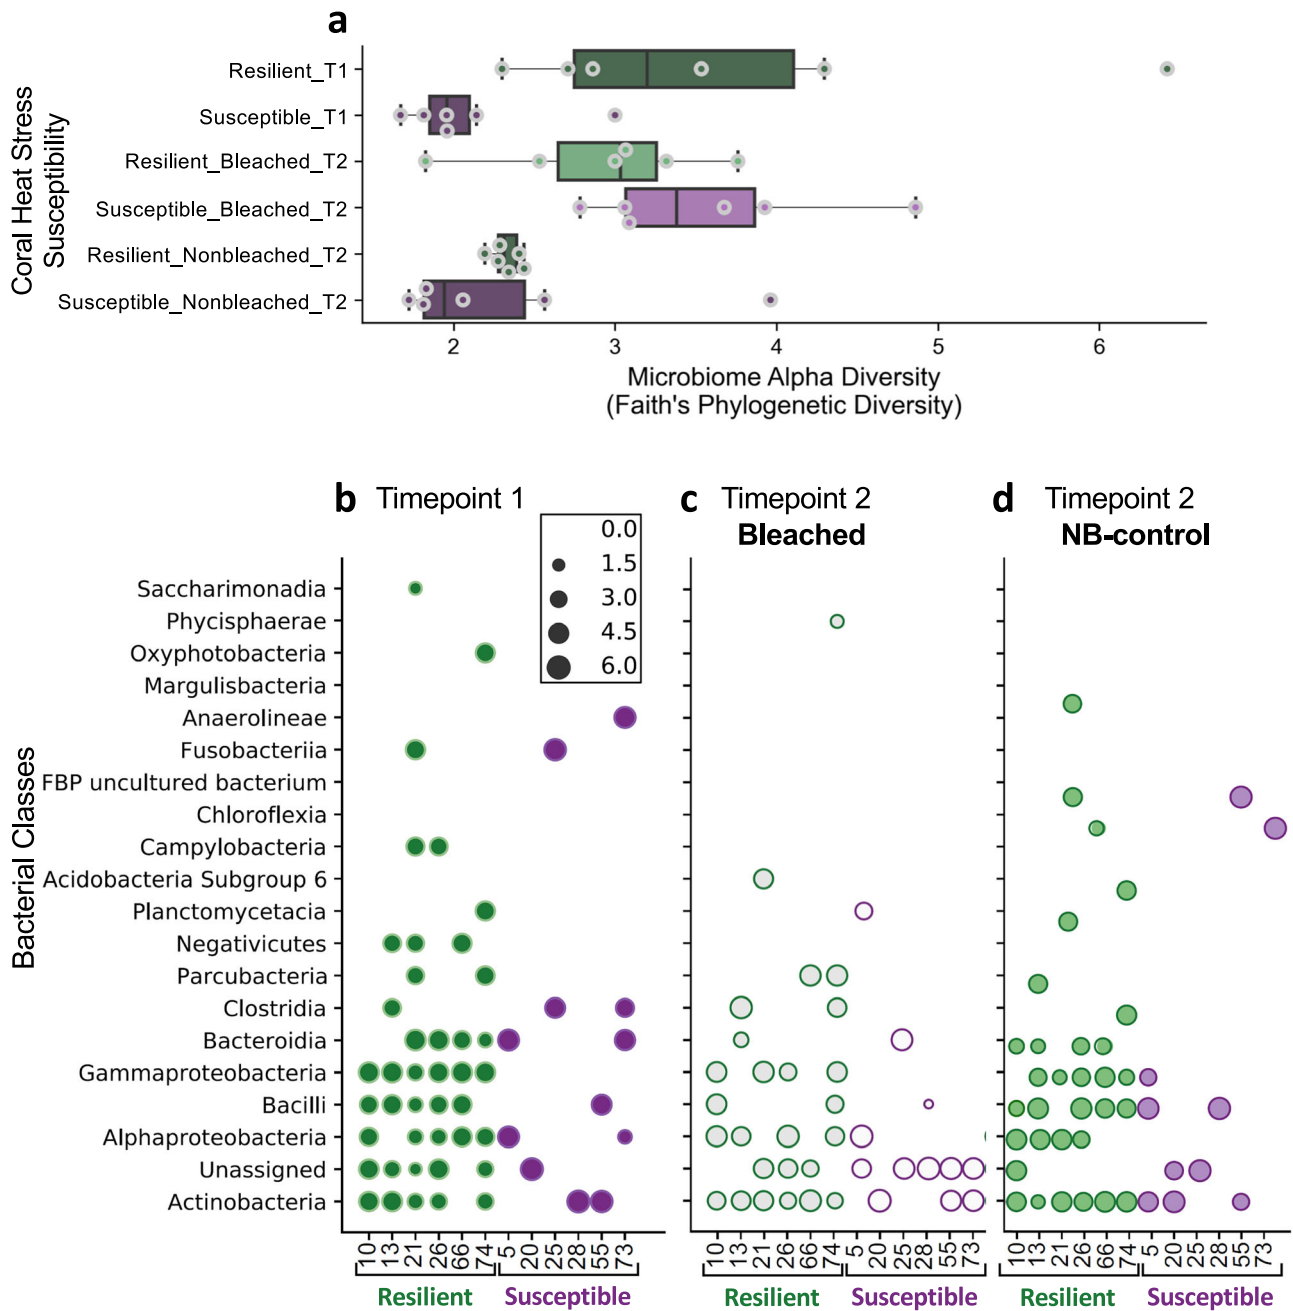 a
Coral Heat Stress
Susceptibility
Resilient_T1
Susceptible_T1
Resilient_Bleached_T2
Susceptible_Bleached_T2
Resilient_Nonbleached_T2
Susceptible_Nonbleached_T2
2 3 4 5 6
Microbiome Alpha Diversity
(Faith's Phylogenetic Diversity)
b Timepoint 1
0.0
1.5
3.0
4.5
6.0
c Timepoint 2
Bleached
d Timepoint 2
NB-control
Bacterial Classes
Saccharimonadia
Phycisphaerae
Oxyphotobacteria
Margulisbacteria
Anaerolineae
Fusobacteriia
FBP uncultured bacterium
Chloroflexia
Campylobacteria
Acidobacteria Subgroup 6
Planctomycetacia
Negativicutes
Parcubacteria
Clostridia
Bacteroidia
Gammaproteobacteria
Bacilli
Alphaproteobacteria
Unassigned
Actinobacteria
10 13 21 26 66 74 5 20 25 28 55 73
Resilient Susceptible
10 13 21 26 66 74 5 20 25 28 55 73
Resilient Susceptible
10 13 21 26 66 74 5 20 25 28 55 73
Resilient Susceptible